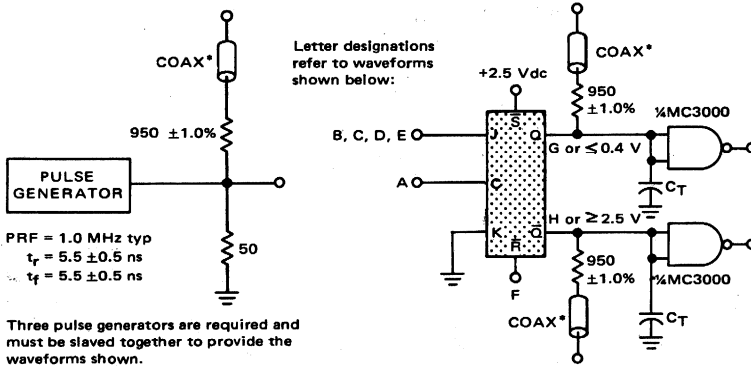 COAX*
950 ±1.0%
PULSE
GENERATOR
PRF = 1.0 MHz typ
tr = 5.5 ±0.5 ns
tf = 5.5 ±0.5 ns
50
Three pulse generators are required and
must be slaved together to provide the
waveforms shown.
Letter designations
refer to waveforms
shown below:
+2.5 Vdc
COAX*
950
±1.0%
¼MC3000
B, C, D, E
J
S̅
Q
G or ≤ 0.4 V
CT
A
C
H or ≥ 2.5 V
K
Q̅
R̅
F
950
±1.0%
¼MC3000
COAX*
CT